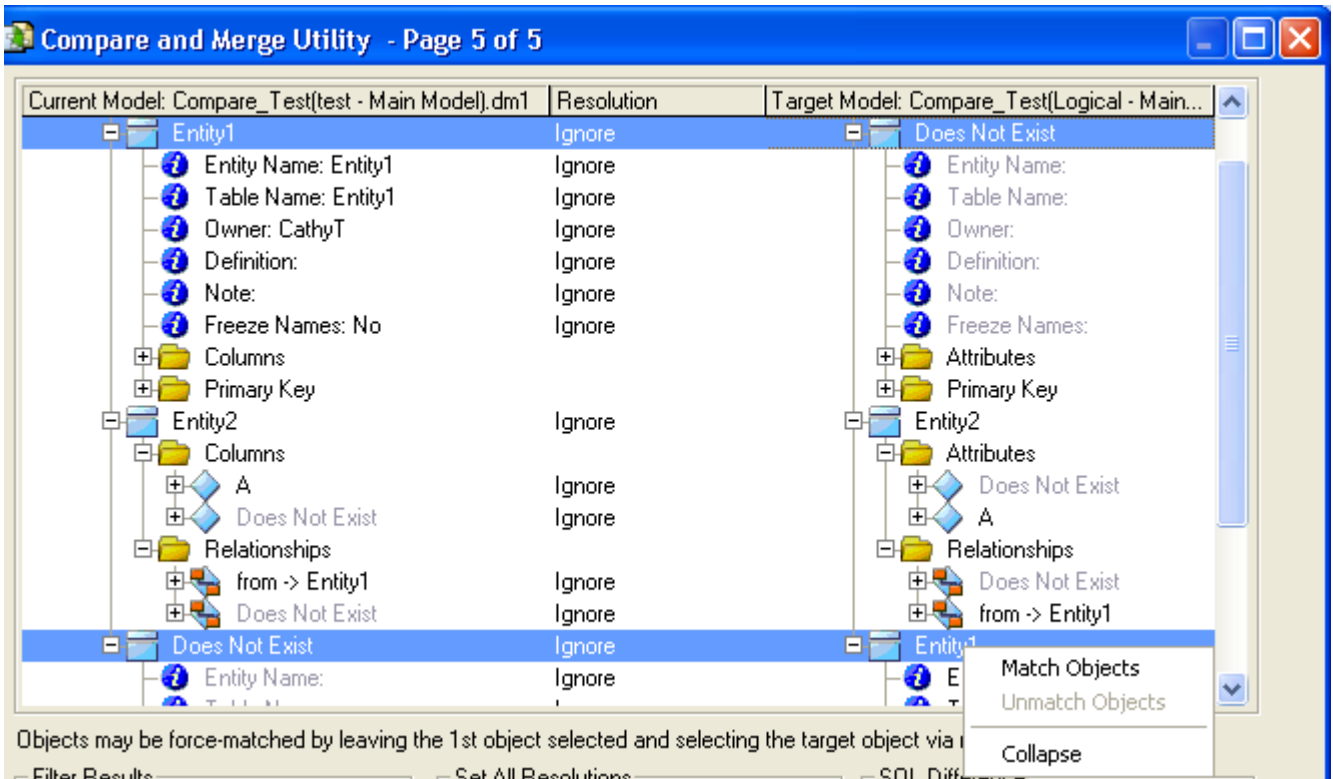 Compare and Merge Utility - Page 5 of 5
Current Model: Compare_Test(test - Main Model).dm1 Resolution Target Model: Compare_Test(Logical - Main...
Entity1 Ignore Does Not Exist
Entity Name: Entity1 Ignore Entity Name:
Table Name: Entity1 Ignore Table Name:
Owner: CathyT Ignore Owner:
Definition: Ignore Definition:
Note: Ignore Note:
Freeze Names: No Ignore Freeze Names:
Columns Attributes
Primary Key Primary Key
Entity2 Ignore Entity2
Columns Attributes
A Ignore Does Not Exist
Does Not Exist Ignore A
Relationships Relationships
from -> Entity1 Ignore Does Not Exist
Does Not Exist Ignore from -> Entity1
Does Not Exist Ignore Entity1
Entity Name: Ignore E
Match Objects
Unmatch Objects
Collapse
Objects may be force-matched by leaving the 1st object selected and selecting the target object via
Filter Results Set All Resolutions SQL Difference